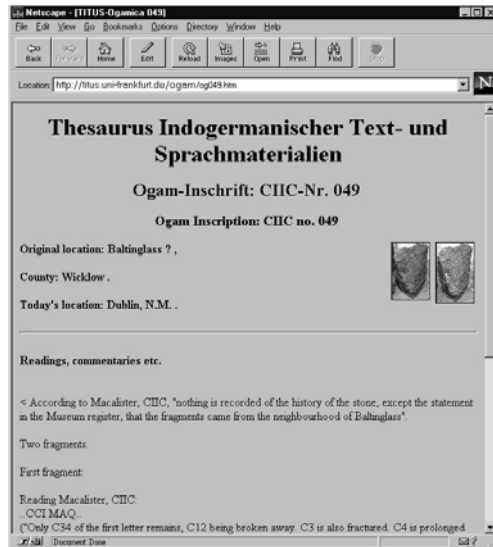 Netscape - [TITUS-Ogamica 049]
File Edit View Go Bookmarks Options Directory Window Help
Back Forward Home Edit Reload Images Open Print Find Stop
Location: http://titus.uni-frankfurt.de/ogam/og049.htm
N
Thesaurus Indogermanischer Text- und
Sprachmaterialien
Ogam-Inschrift: CIIC-Nr. 049
Ogam Inscription: CIIC no. 049
Original location: Baltinglass ? ,
County: Wicklow .
Today's location: Dublin, N.M. .
Readings, commentaries etc.
< According to Macalister, CIIC, "nothing is recorded of the history of the stone, except the statement
in the Museum register, that the fragments came from the neighbourhood of Baltinglass".
Two fragments.
First fragment:
Reading Macalister, CIIC:
..CCI MAQ..
("Only C34 of the first letter remains, C12 being broken away. C3 is also fractured. C4 is prolonged
Document: Done